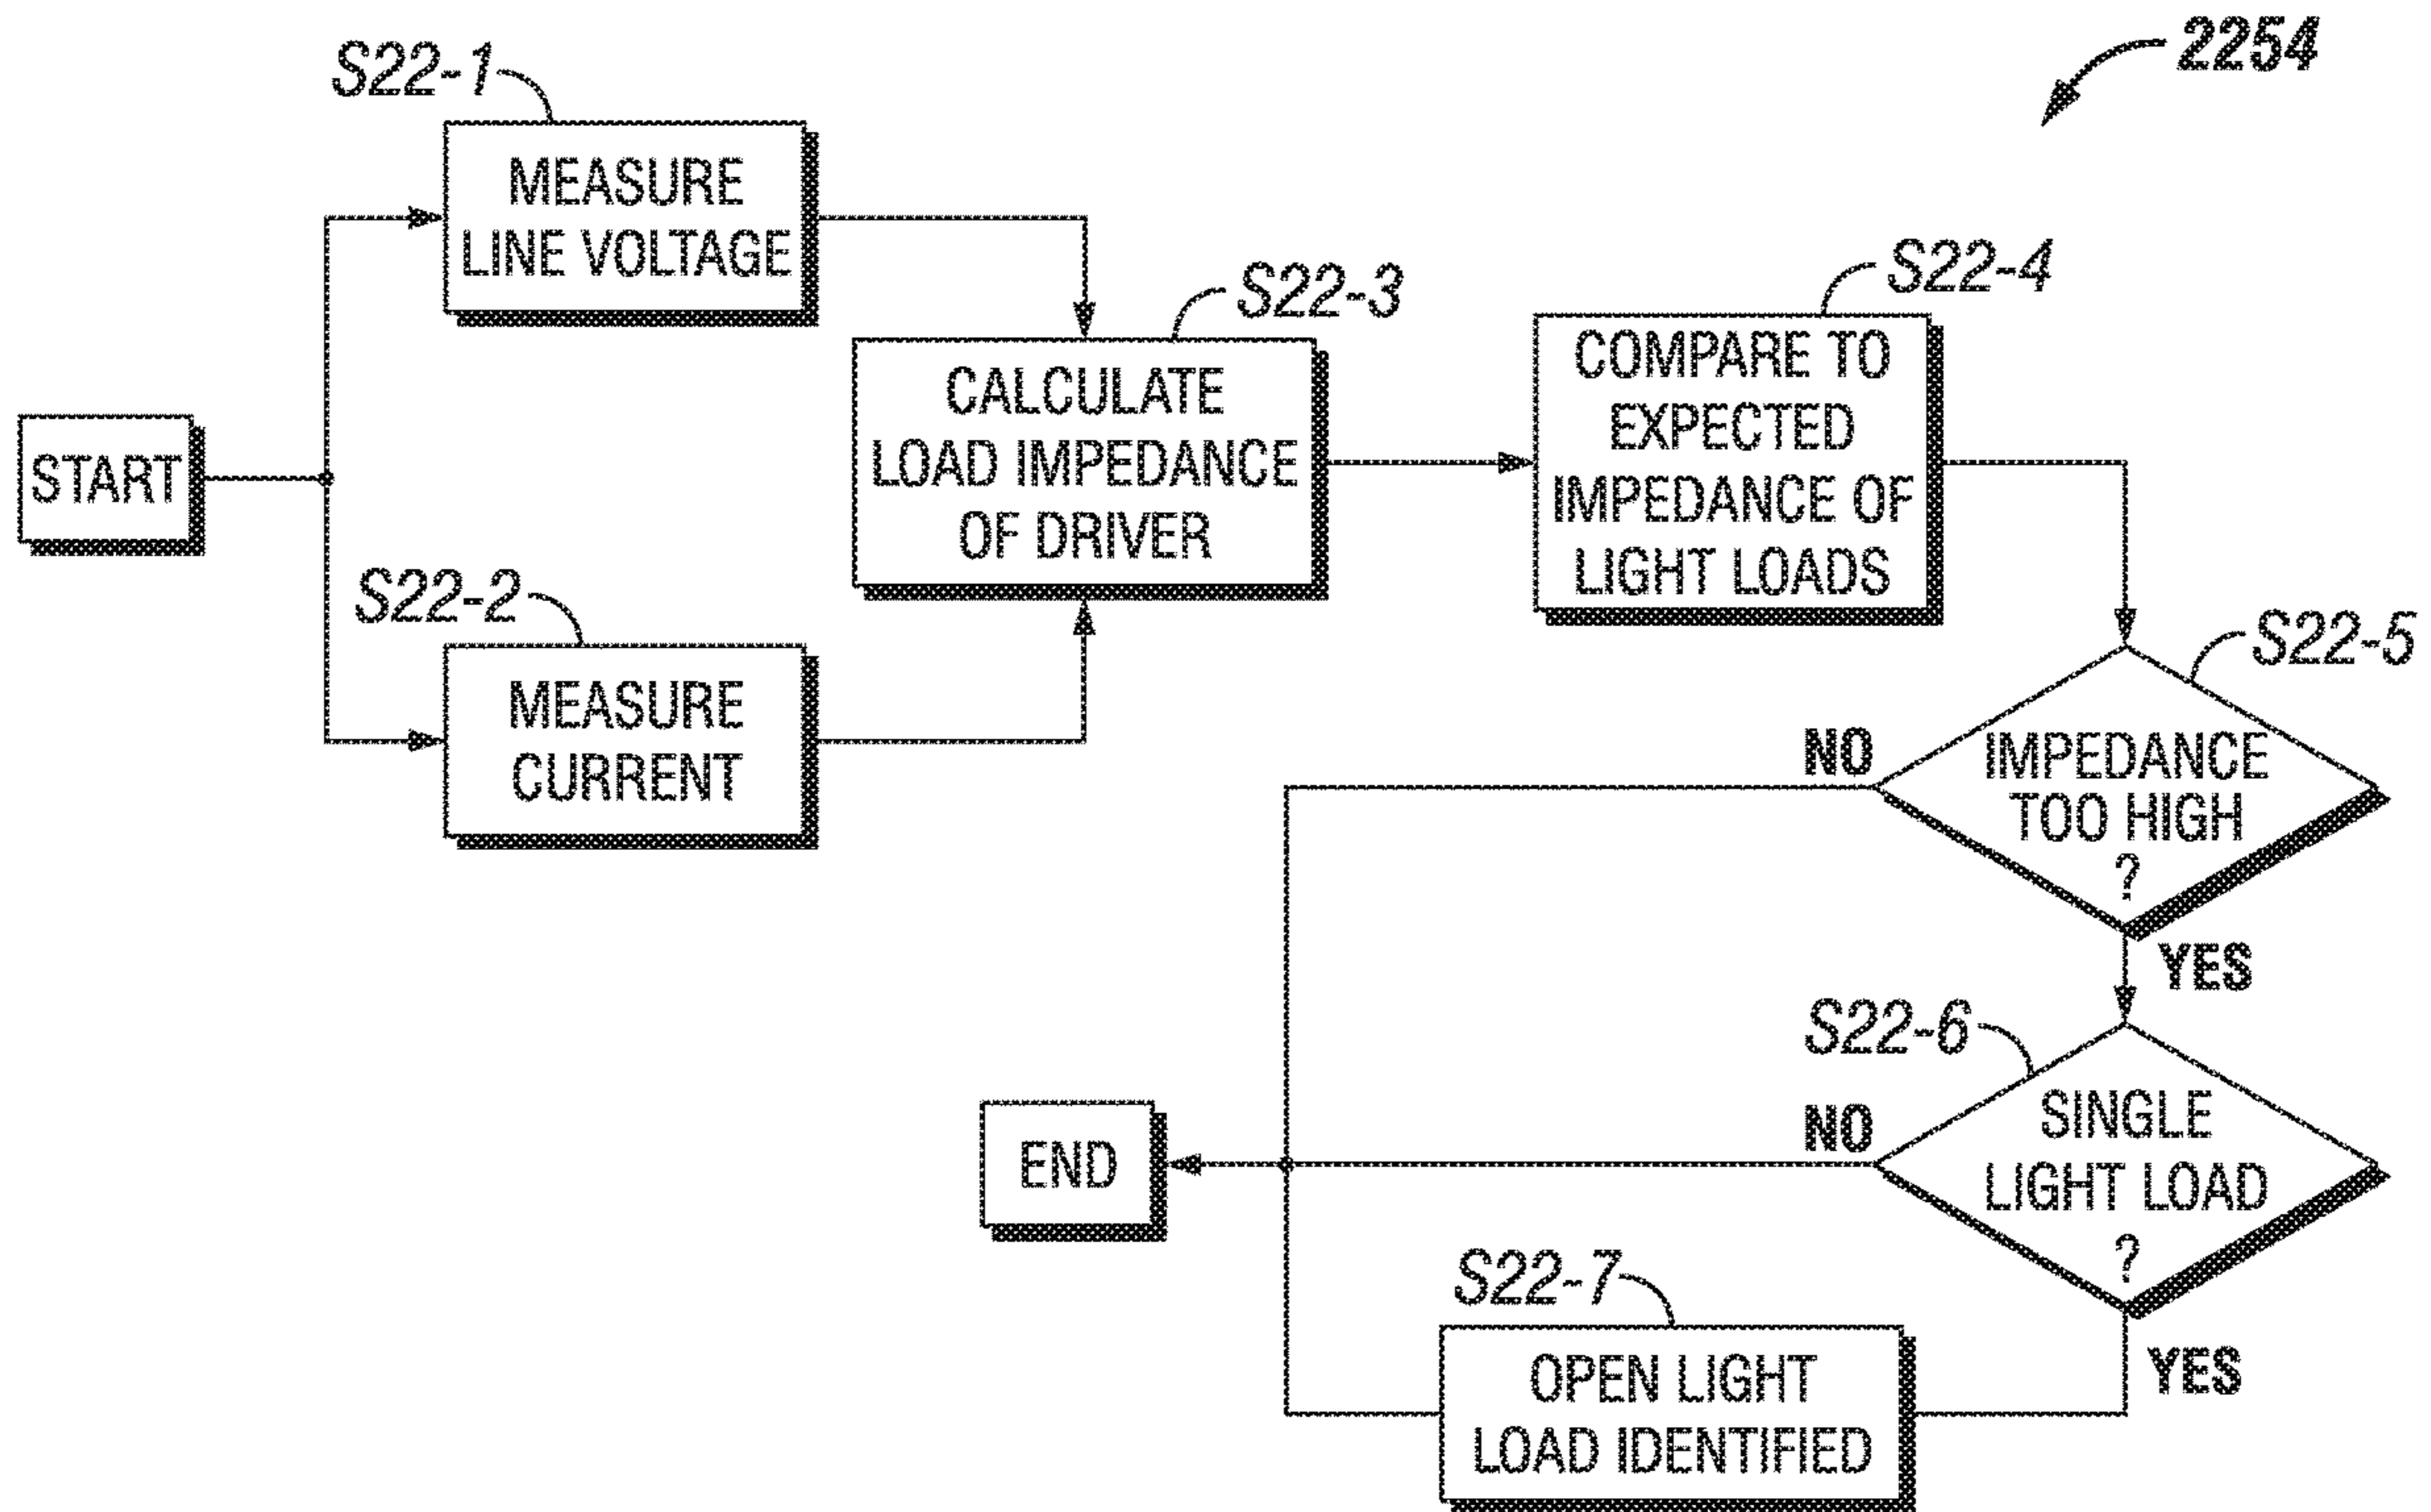 2254
S22-1
MEASURE
LINE VOLTAGE
START
S22-2
MEASURE
CURRENT
S22-3
CALCULATE
LOAD IMPEDANCE
OF DRIVER
S22-4
COMPARE TO
EXPECTED
IMPEDANCE OF
LIGHT LOADS
S22-5
IMPEDANCE
TOO HIGH
?
NO
YES
S22-6
SINGLE
LIGHT LOAD
?
NO
YES
S22-7
OPEN LIGHT
LOAD IDENTIFIED
END